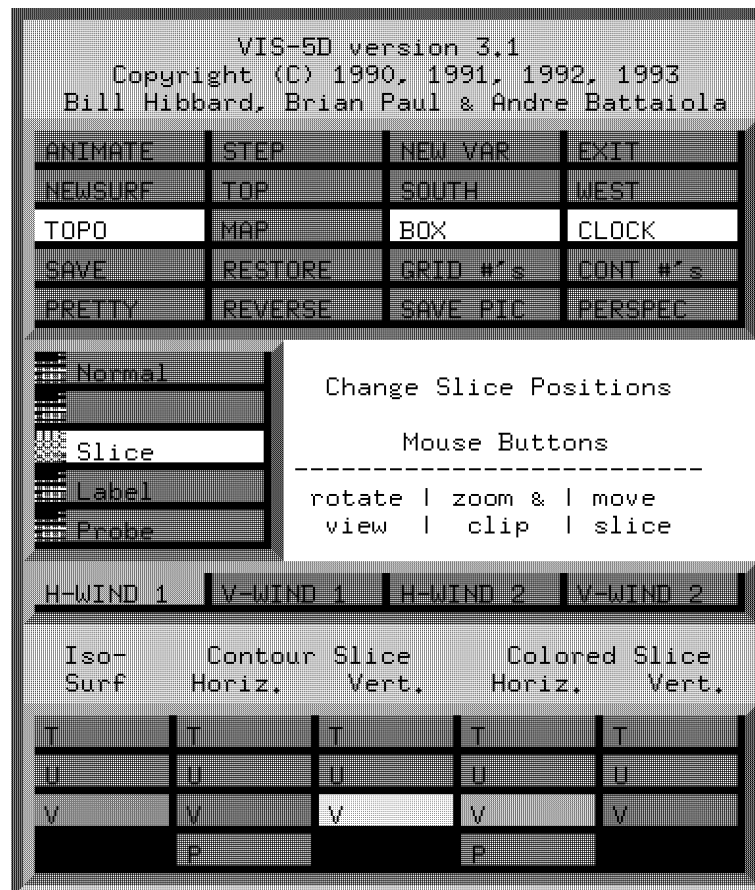 VIS-5D version 3.1
Copyright (C) 1990, 1991, 1992, 1993
Bill Hibbard, Brian Paul & Andre Battaiola
ANIMATE STEP NEW VAR EXIT
NEWSURF TOP SOUTH WEST
TOPO MAP BOX CLOCK
SAVE RESTORE GRID #'s CONT #'s
PRETTY REVERSE SAVE PIC PERSPEC
Normal
Slice
Label
Probe
Change Slice Positions
Mouse Buttons
rotate | zoom & | move
view | clip | slice
H-WIND 1 V-WIND 1 H-WIND 2 V-WIND 2
Iso- Contour Slice Colored Slice
Surf Horiz. Vert. Horiz. Vert.
T T T T T
U U U U U
V V V V V
P P